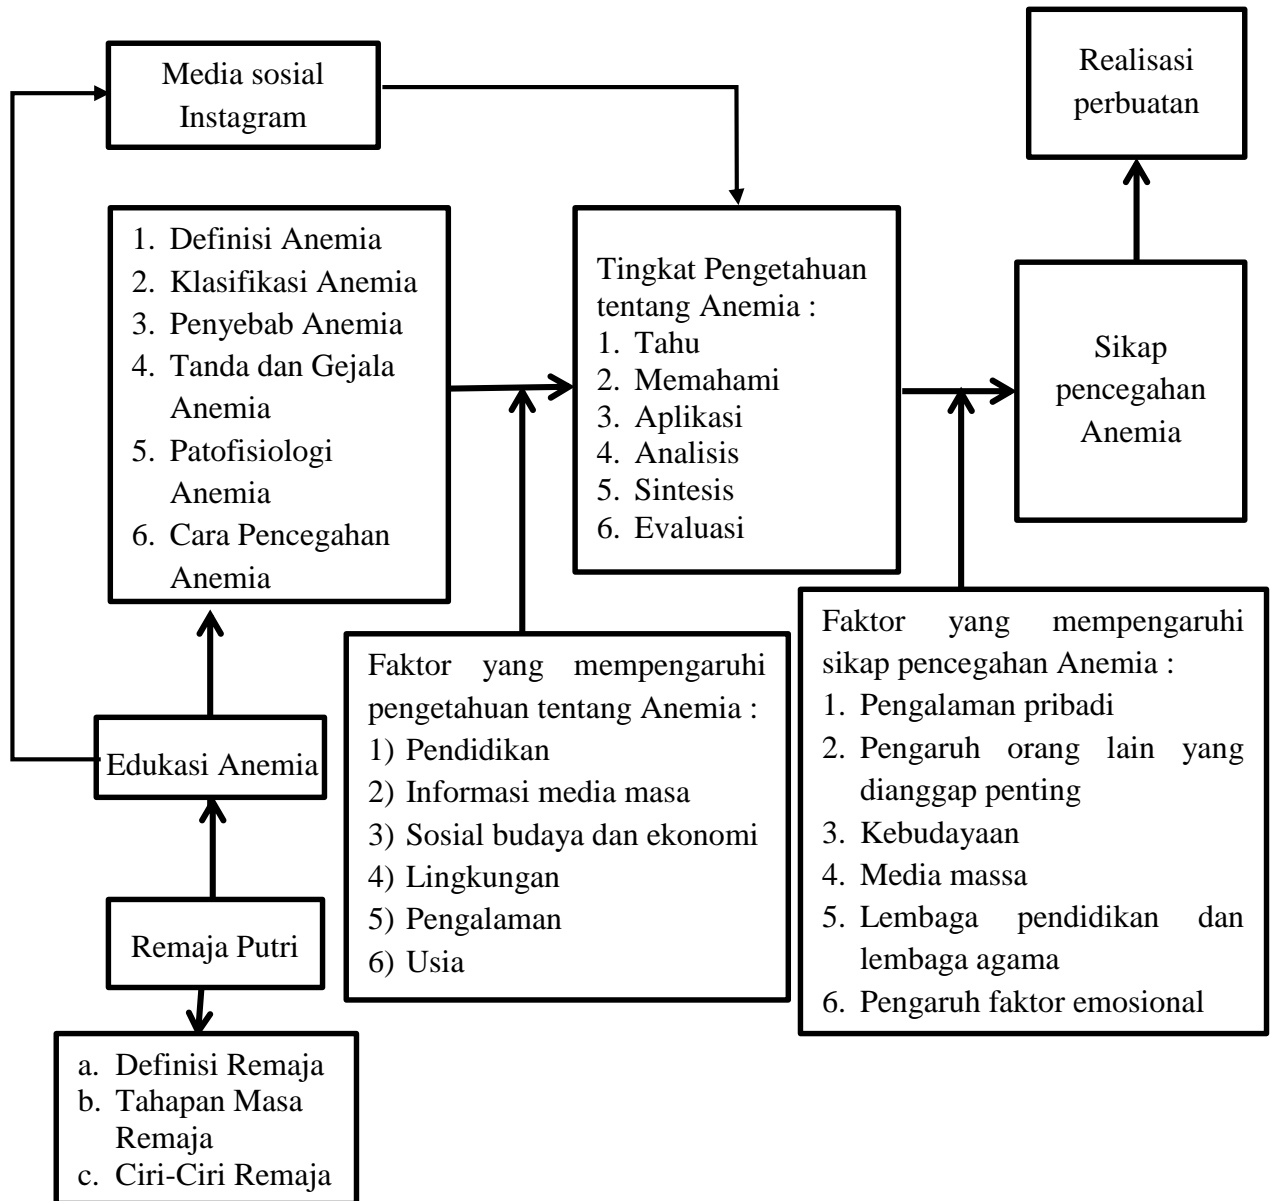 Media sosial
Instagram
Realisasi
perbuatan
1. Definisi Anemia
2. Klasifikasi Anemia
3. Penyebab Anemia
4. Tanda dan Gejala
Anemia
5. Patofisiologi
Anemia
6. Cara Pencegahan
Anemia
Tingkat Pengetahuan
tentang Anemia :
1. Tahu
2. Memahami
3. Aplikasi
4. Analisis
5. Sintesis
6. Evaluasi
Sikap
pencegahan
Anemia
Edukasi Anemia
Faktor yang mempengaruhi
pengetahuan tentang Anemia :
1) Pendidikan
2) Informasi media masa
3) Sosial budaya dan ekonomi
4) Lingkungan
5) Pengalaman
6) Usia
Faktor yang mempengaruhi
sikap pencegahan Anemia :
1. Pengalaman pribadi
2. Pengaruh orang lain yang
dianggap penting
3. Kebudayaan
4. Media massa
5. Lembaga pendidikan dan
lembaga agama
6. Pengaruh faktor emosional
Remaja Putri
a. Definisi Remaja
b. Tahapan Masa
Remaja
c. Ciri-Ciri Remaja